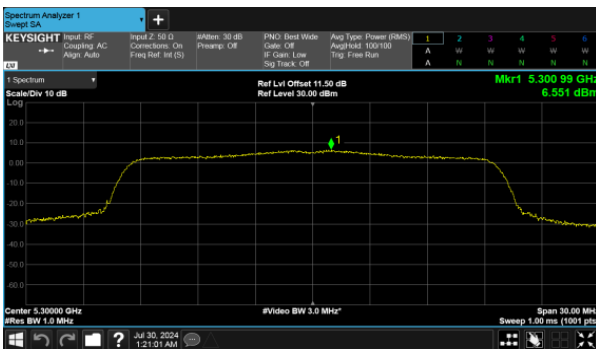 Spectrum Analyzer 1
Swept SA
+
KEYSIGHT Input: RF Input Z: 50 Ω #Atten: 30 dB PNO: Best Wide Avg Type: Power (RMS) 1 2 3 4 5 6
Coupling: AC Corrections: On Preamp: Off Gate: Off Avg|Hold: 100/100 A W W W W W
Align: Auto Freq Ref: Int (S) IF Gain: Low Trig: Free Run
Sig Track: Off A N N N N N
LXI
1 Spectrum Ref Lvl Offset 11.50 dB Mkr1 5.300 99 GHz
Scale/Div 10 dB Ref Level 30.00 dBm 6.551 dBm
Log
20.0
10.0
1
0.00
-10.0
-20.0
-30.0
-40.0
-50.0
-60.0
Center 5.30000 GHz #Video BW 3.0 MHz* Span 30.00 MHz
#Res BW 1.0 MHz Sweep 1.00 ms (1001 pts)
? Jul 30, 2024
1:21:01 AM